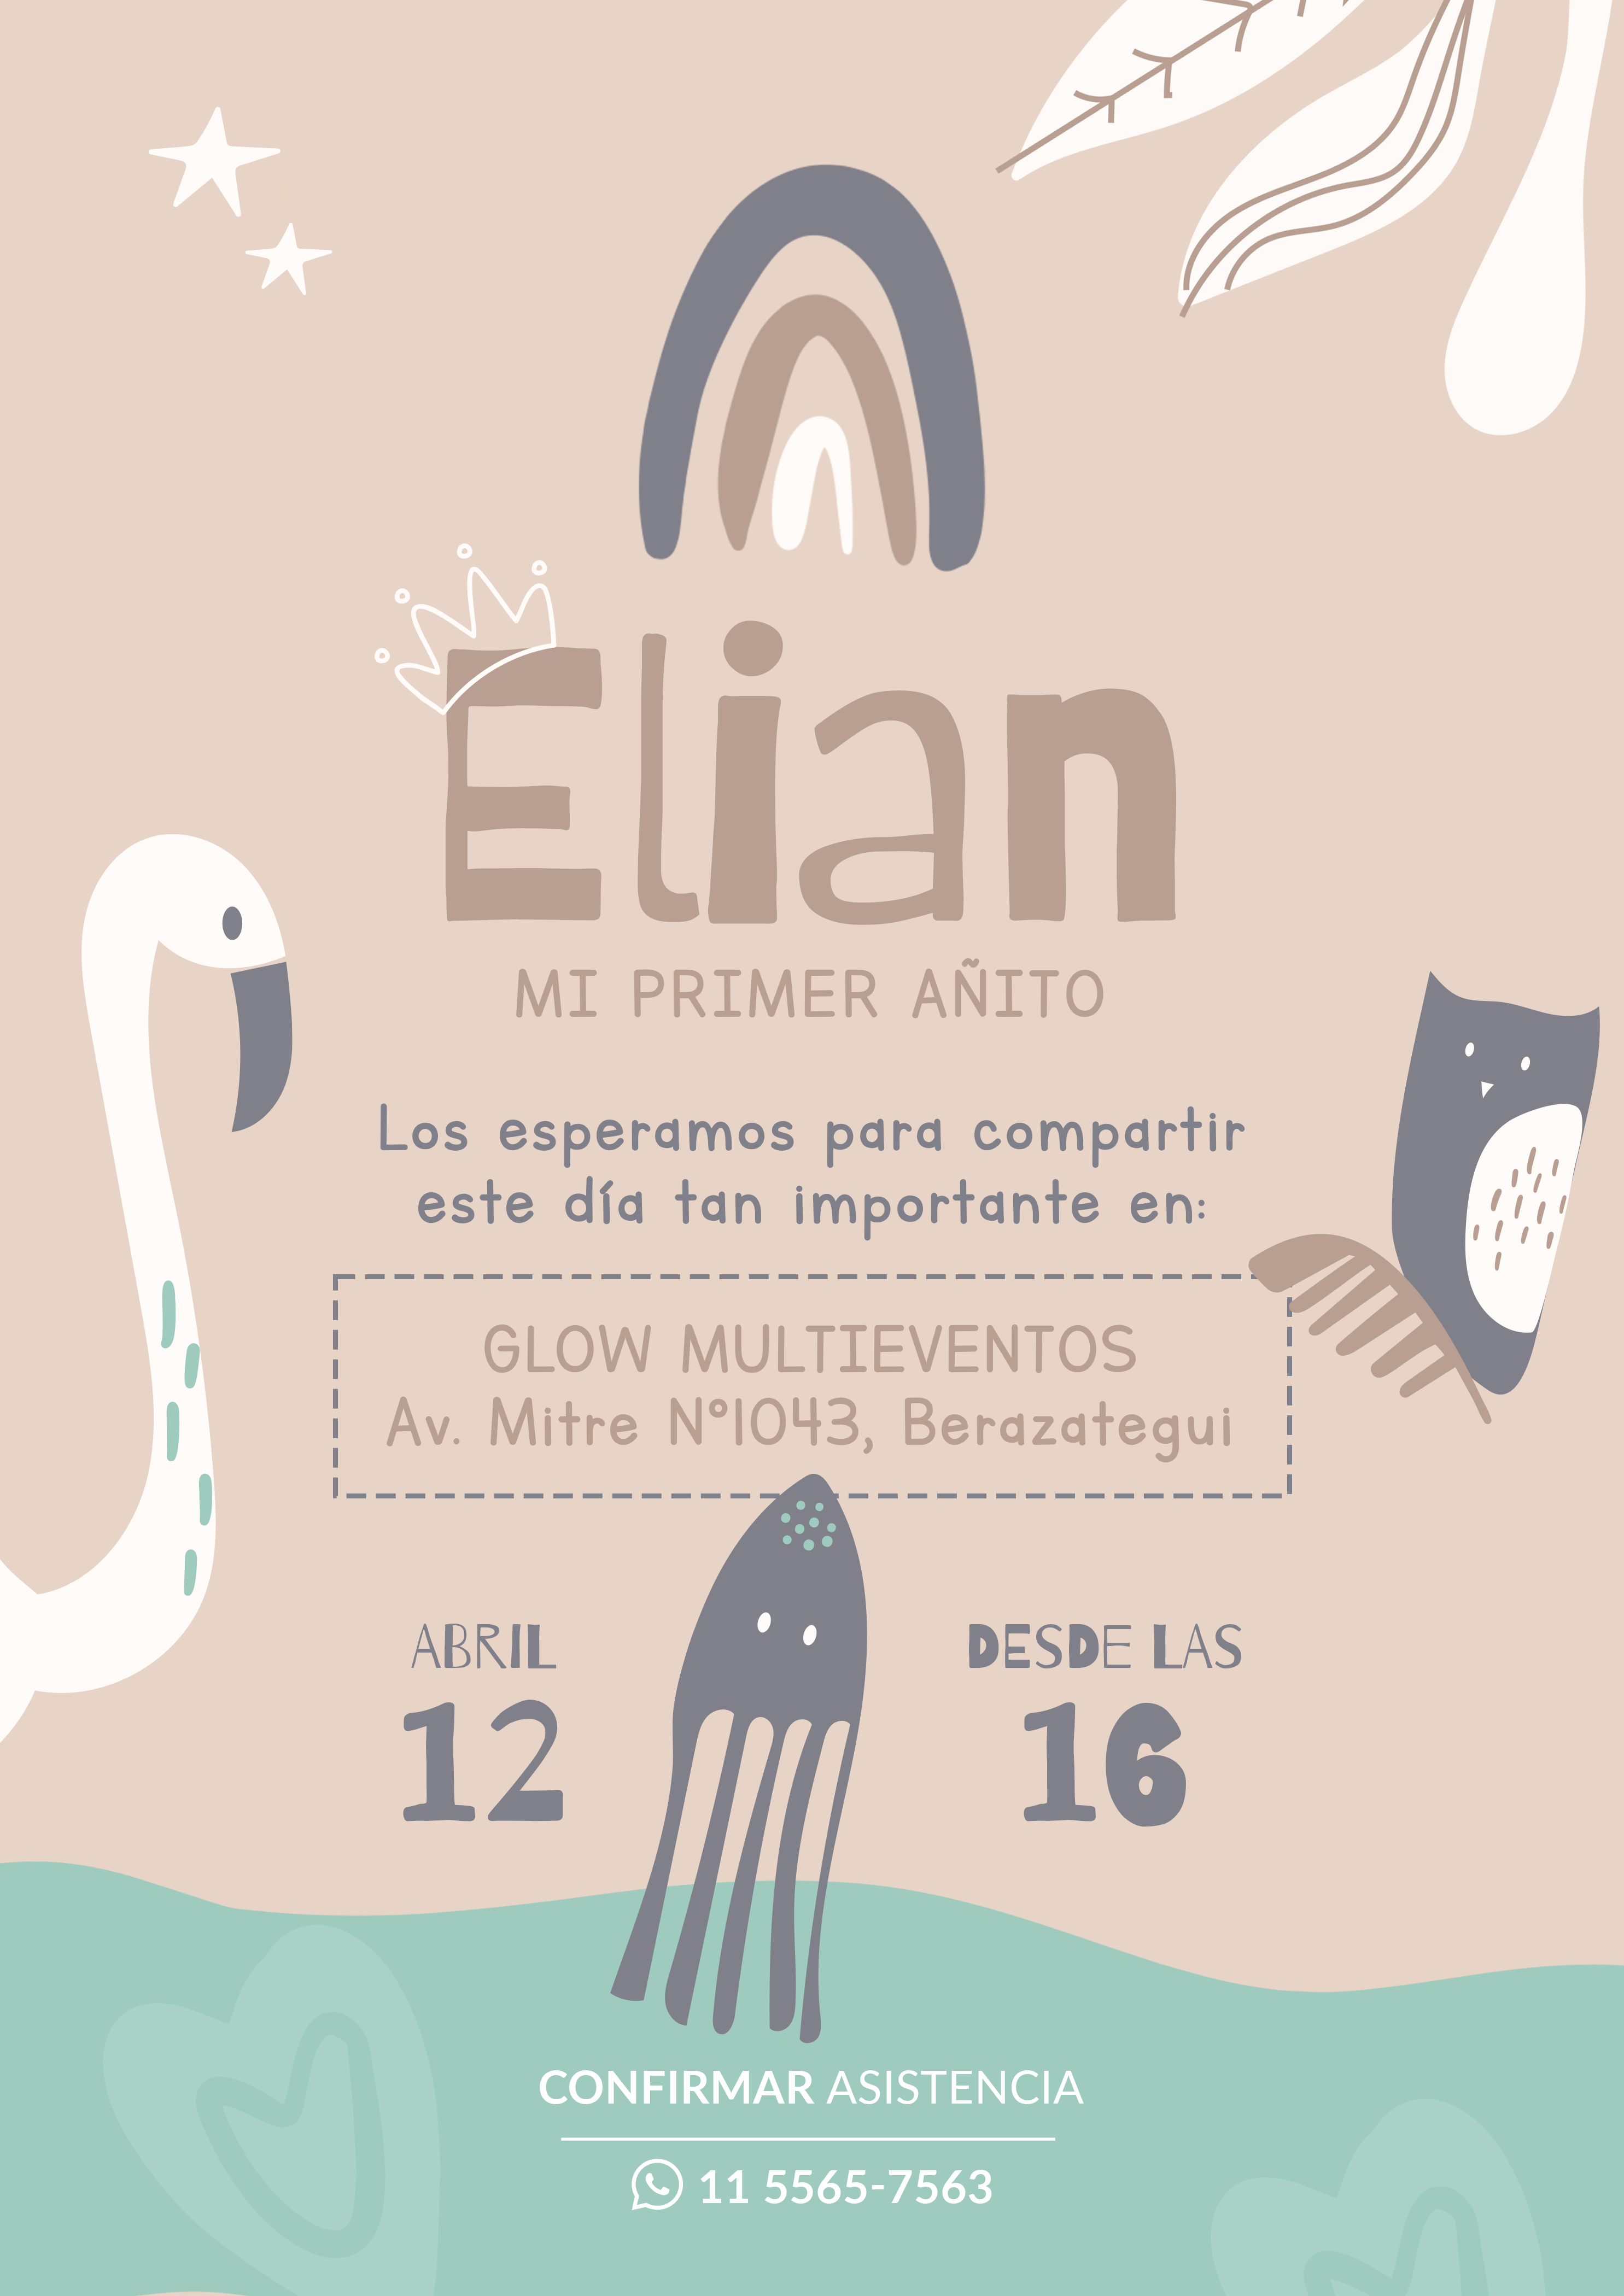 Elian
MI PRIMER AÑITO
Los esperamos para compartir
este día tan importante en:
GLOW MULTIEVENTOS
Av. Mitre N°1043, Berazategui
ABRIL
12
DESDE LAS
16
CONFIRMAR ASISTENCIA
11 5565-7563